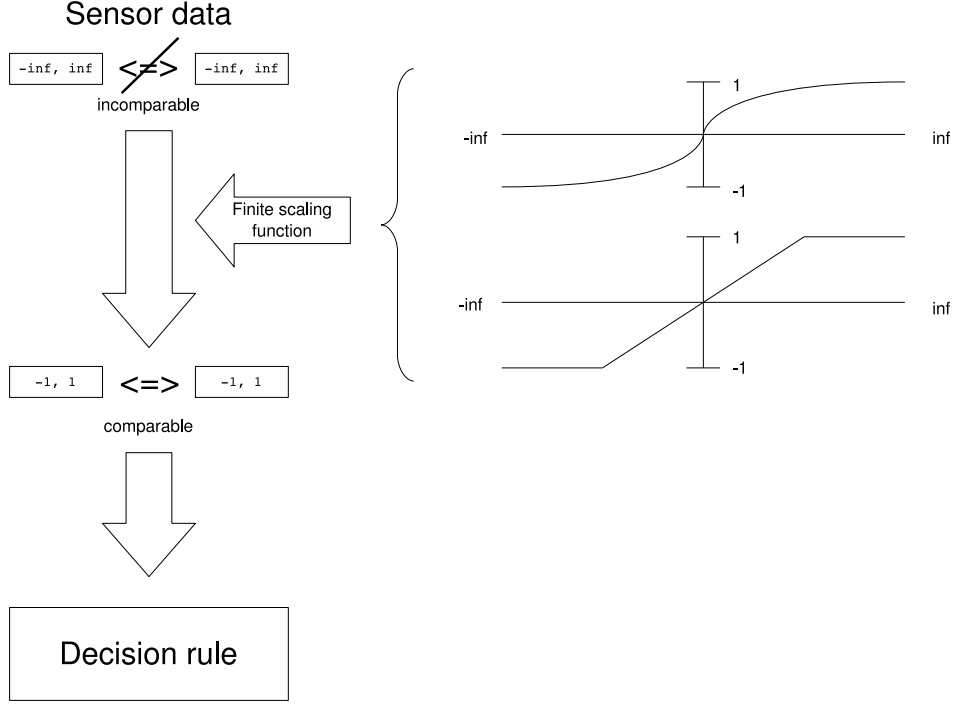 Sensor data
-inf, inf <=> -inf, inf
incomparable
Finite scaling
function
-1, 1 <=> -1, 1
comparable
Decision rule
1
-inf inf
-1
1
-inf inf
-1